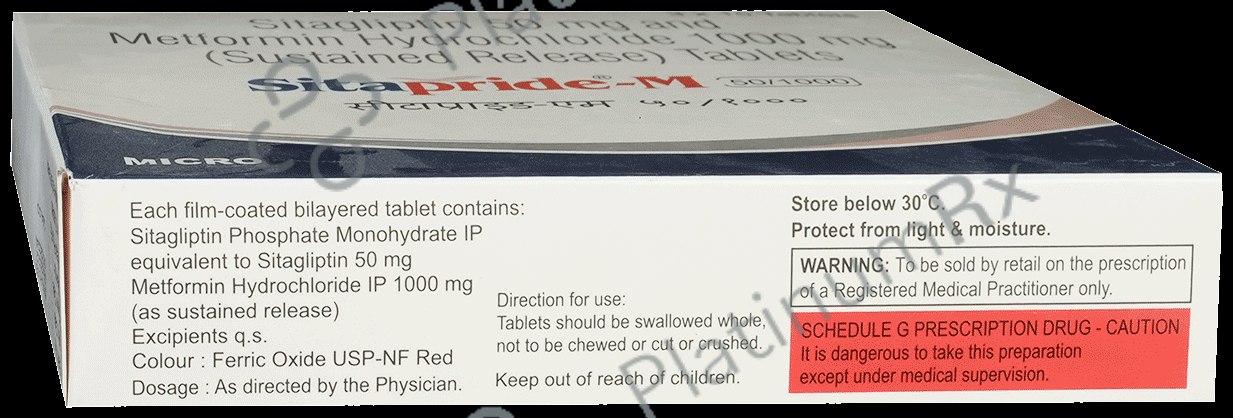 Sitagliptin 50 mg and
Metformin Hydrochloride 1000 mg
(Sustained Release) Tablets
Sitapride®-M 50/1000
सीटाप्राइड-एम ५०/१०००
MICRO
Each film-coated bilayered tablet contains:
Sitagliptin Phosphate Monohydrate IP
equivalent to Sitagliptin 50 mg
Metformin Hydrochloride IP 1000 mg
(as sustained release)
Excipients q.s.
Colour : Ferric Oxide USP-NF Red
Dosage : As directed by the Physician.
Direction for use:
Tablets should be swallowed whole,
not to be chewed or cut or crushed.
Keep out of reach of children.
Store below 30°C.
Protect from light & moisture.
WARNING: To be sold by retail on the prescription
of a Registered Medical Practitioner only.
SCHEDULE G PRESCRIPTION DRUG - CAUTION
It is dangerous to take this preparation
except under medical supervision.
PlatinumRx